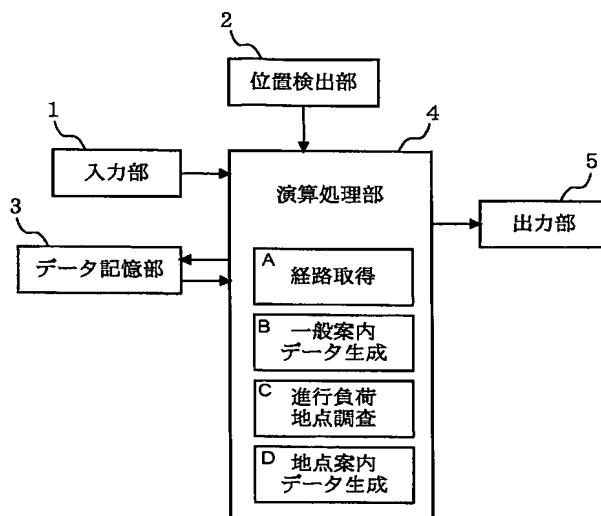 2
位置検出部
1
入力部
4
演算処理部
5
出力部
3
データ記憶部
A
経路取得
B
一般案内
データ生成
C
進行負荷
地点調査
D
地点案内
データ生成